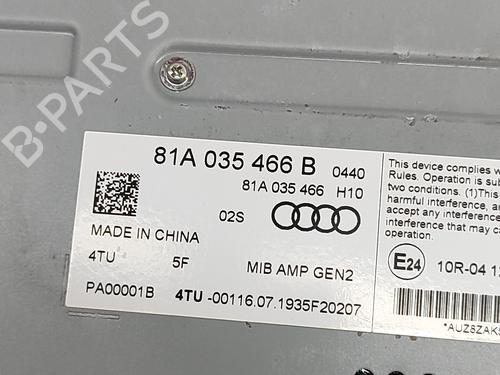 B-PARTS
81A 035 466 B 0440
81A 035 466 H10
02S
MADE IN CHINA
4TU 5F MIB AMP GEN2
PA00001B 4TU -00116.07.1935F20207
This device complies w
Rules. Operation is sub
two conditions. (1)This
harmful interference, an
accept any interference
interference
operation.
E24 10R-04 12
*AUZ8ZAK5